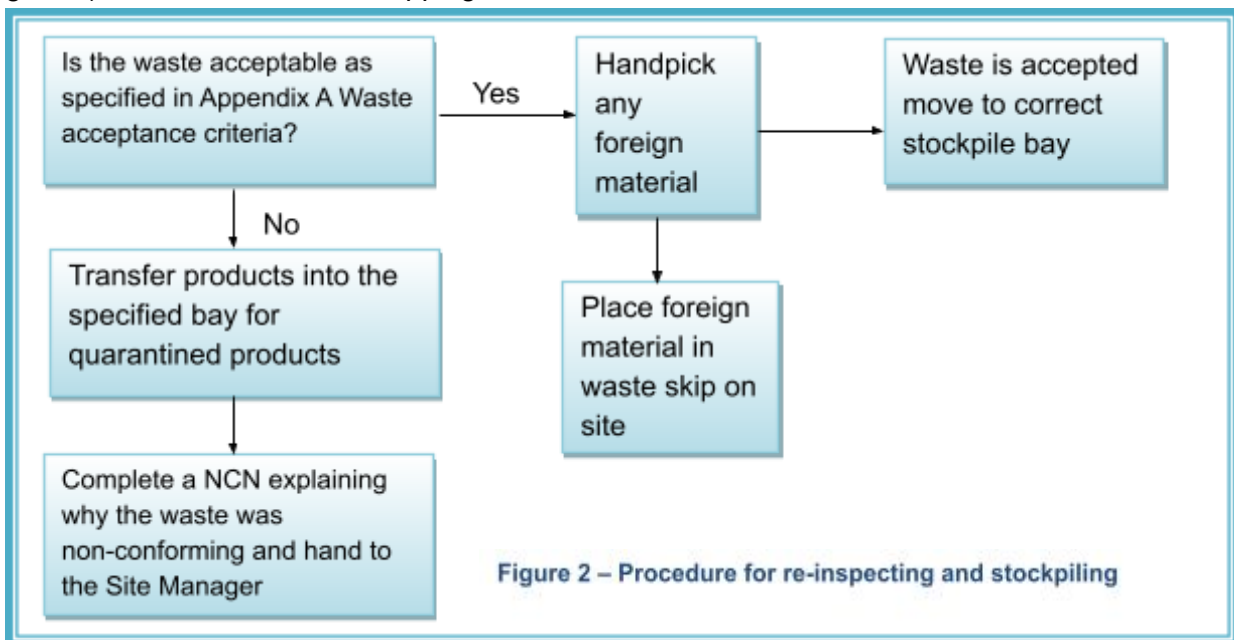 Is the waste acceptable as
specified in Appendix A Waste
acceptance criteria?
Yes
Handpick
any
foreign
material
Waste is accepted
move to correct
stockpile bay
No
Transfer products into the
specified bay for
quarantined products
Place foreign
material in
waste skip on
site
Complete a NCN explaining
why the waste was
non-conforming and hand to
the Site Manager
Figure 2 – Procedure for re-inspecting and stockpiling